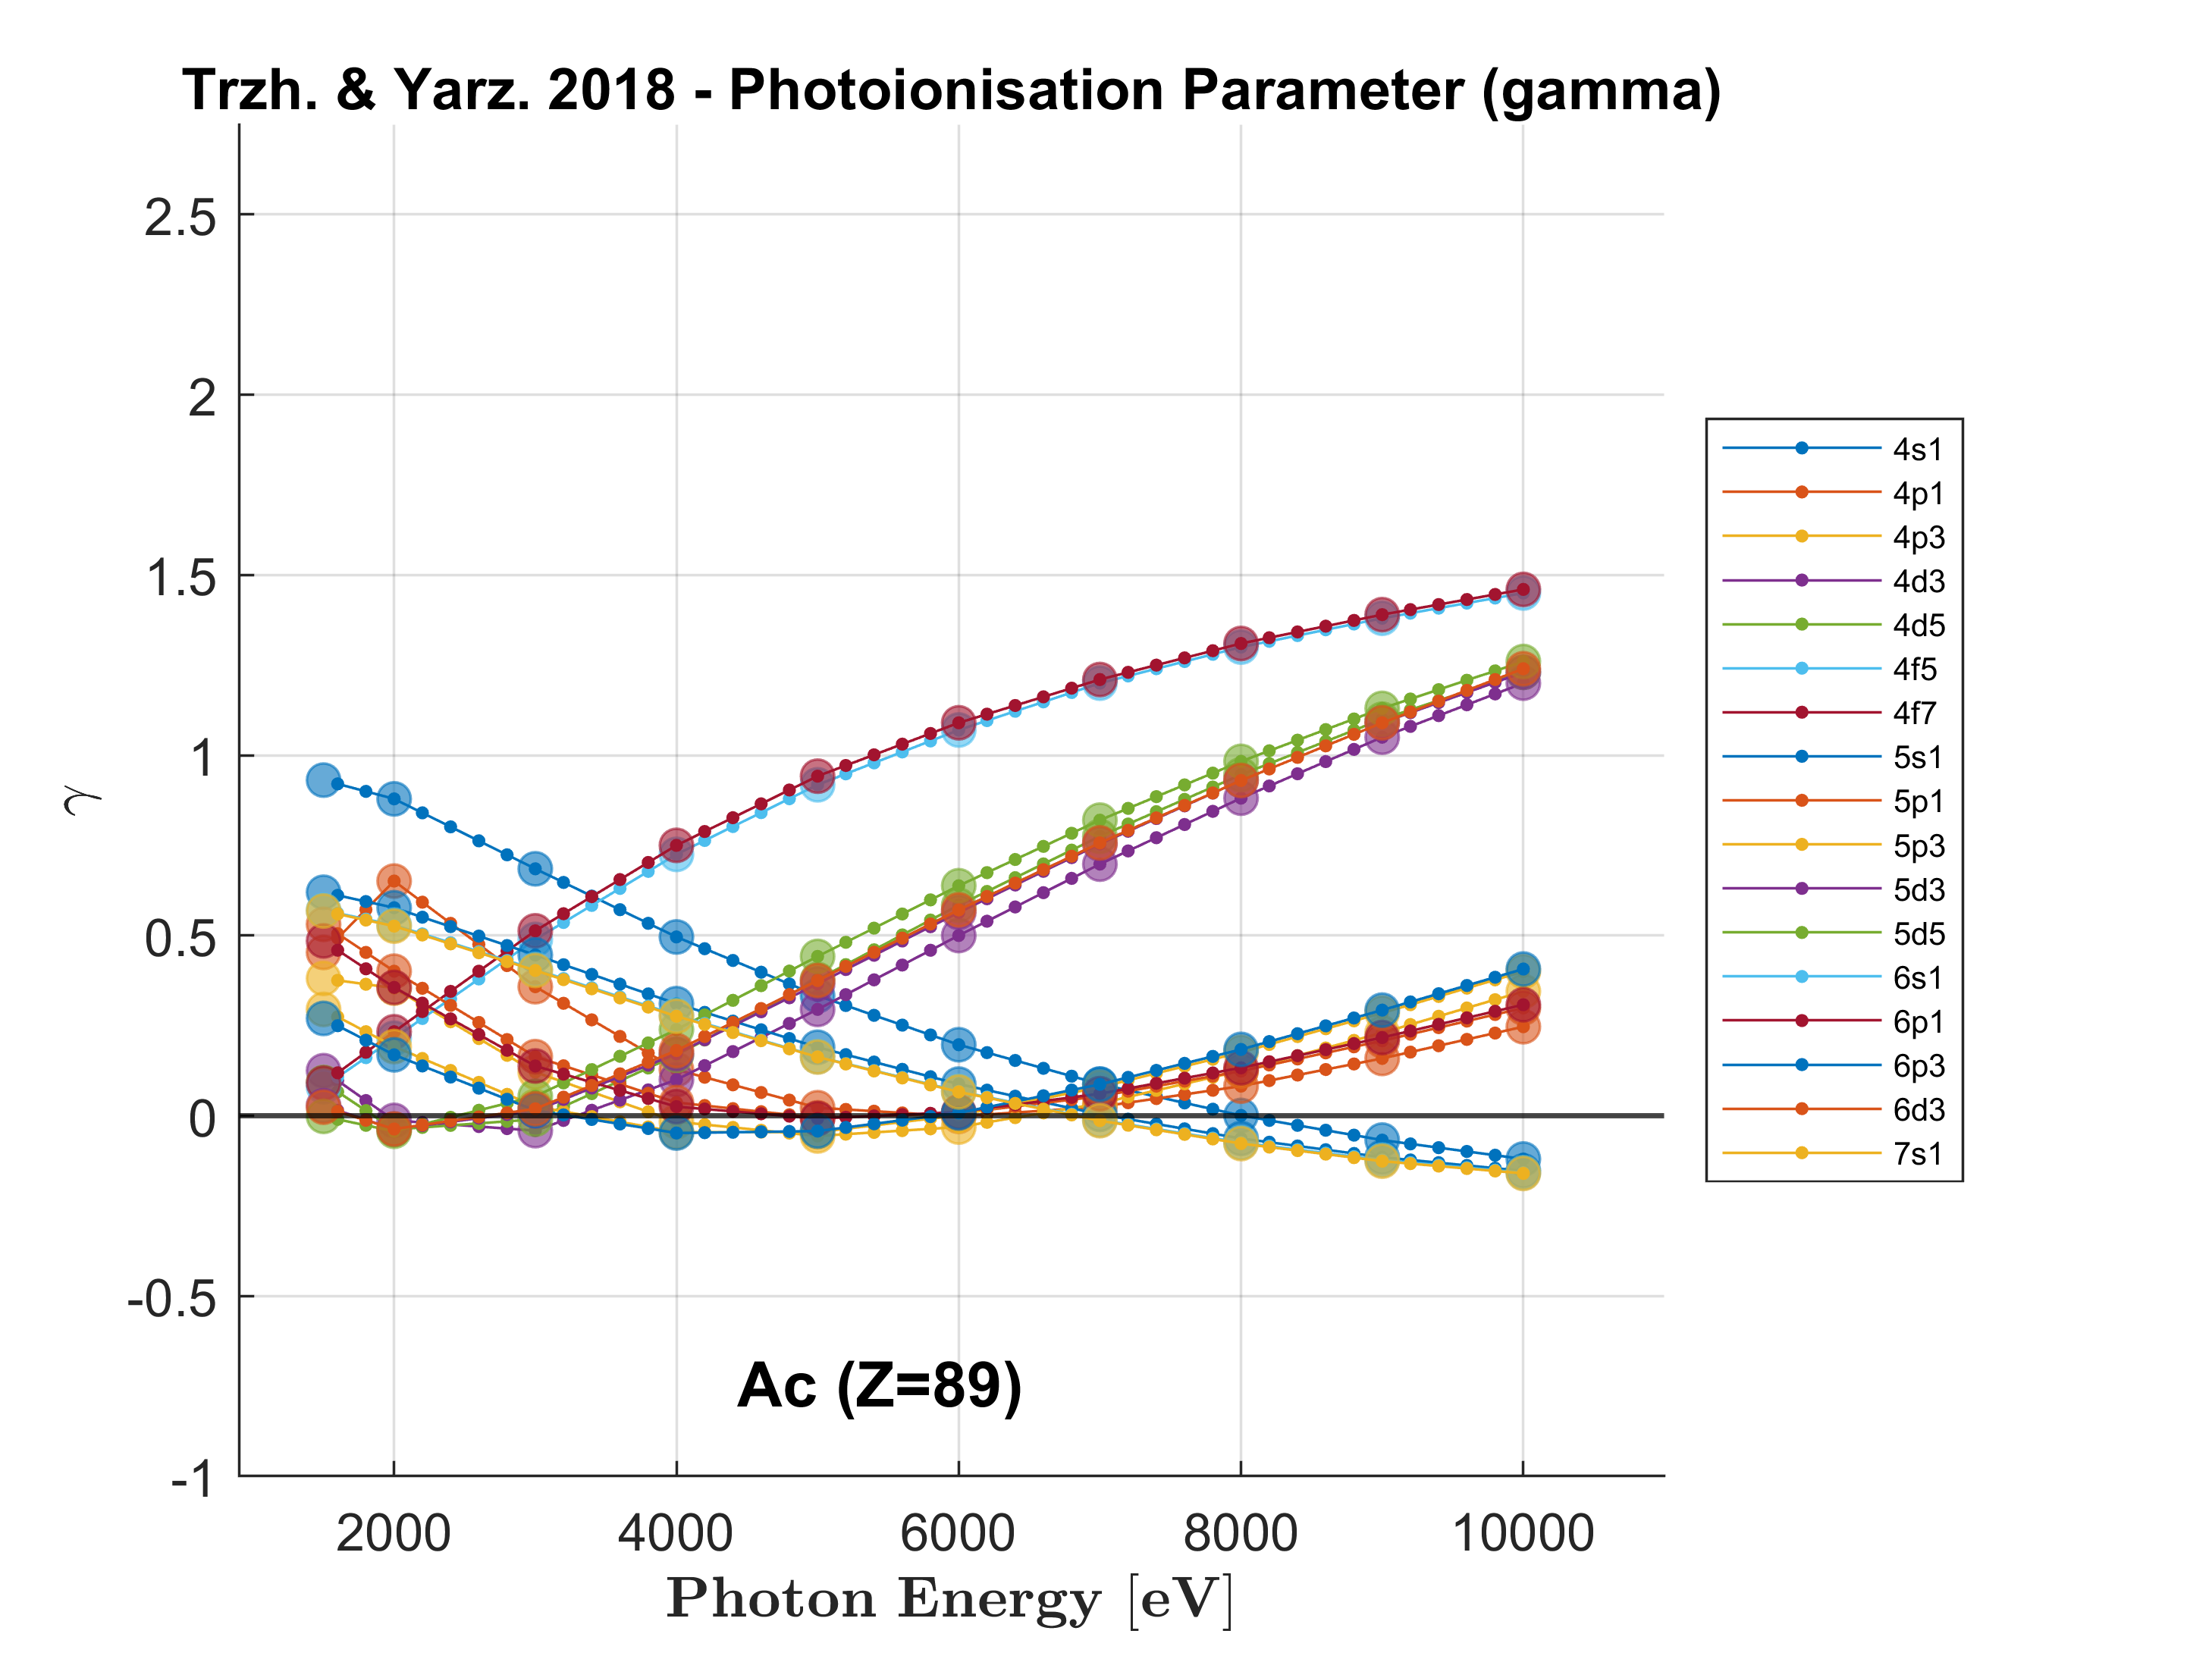 Trzh. & Yarz. 2018 - Photoionisation Parameter (gamma)
2.5
2
1.5
1
0.5
0
-0.5
-1
γ
2000 4000 6000 8000 10000
Photon Energy [eV]
Ac (Z=89)
4s1
4p1
4p3
4d3
4d5
4f5
4f7
5s1
5p1
5p3
5d3
5d5
6s1
6p1
6p3
6d3
7s1